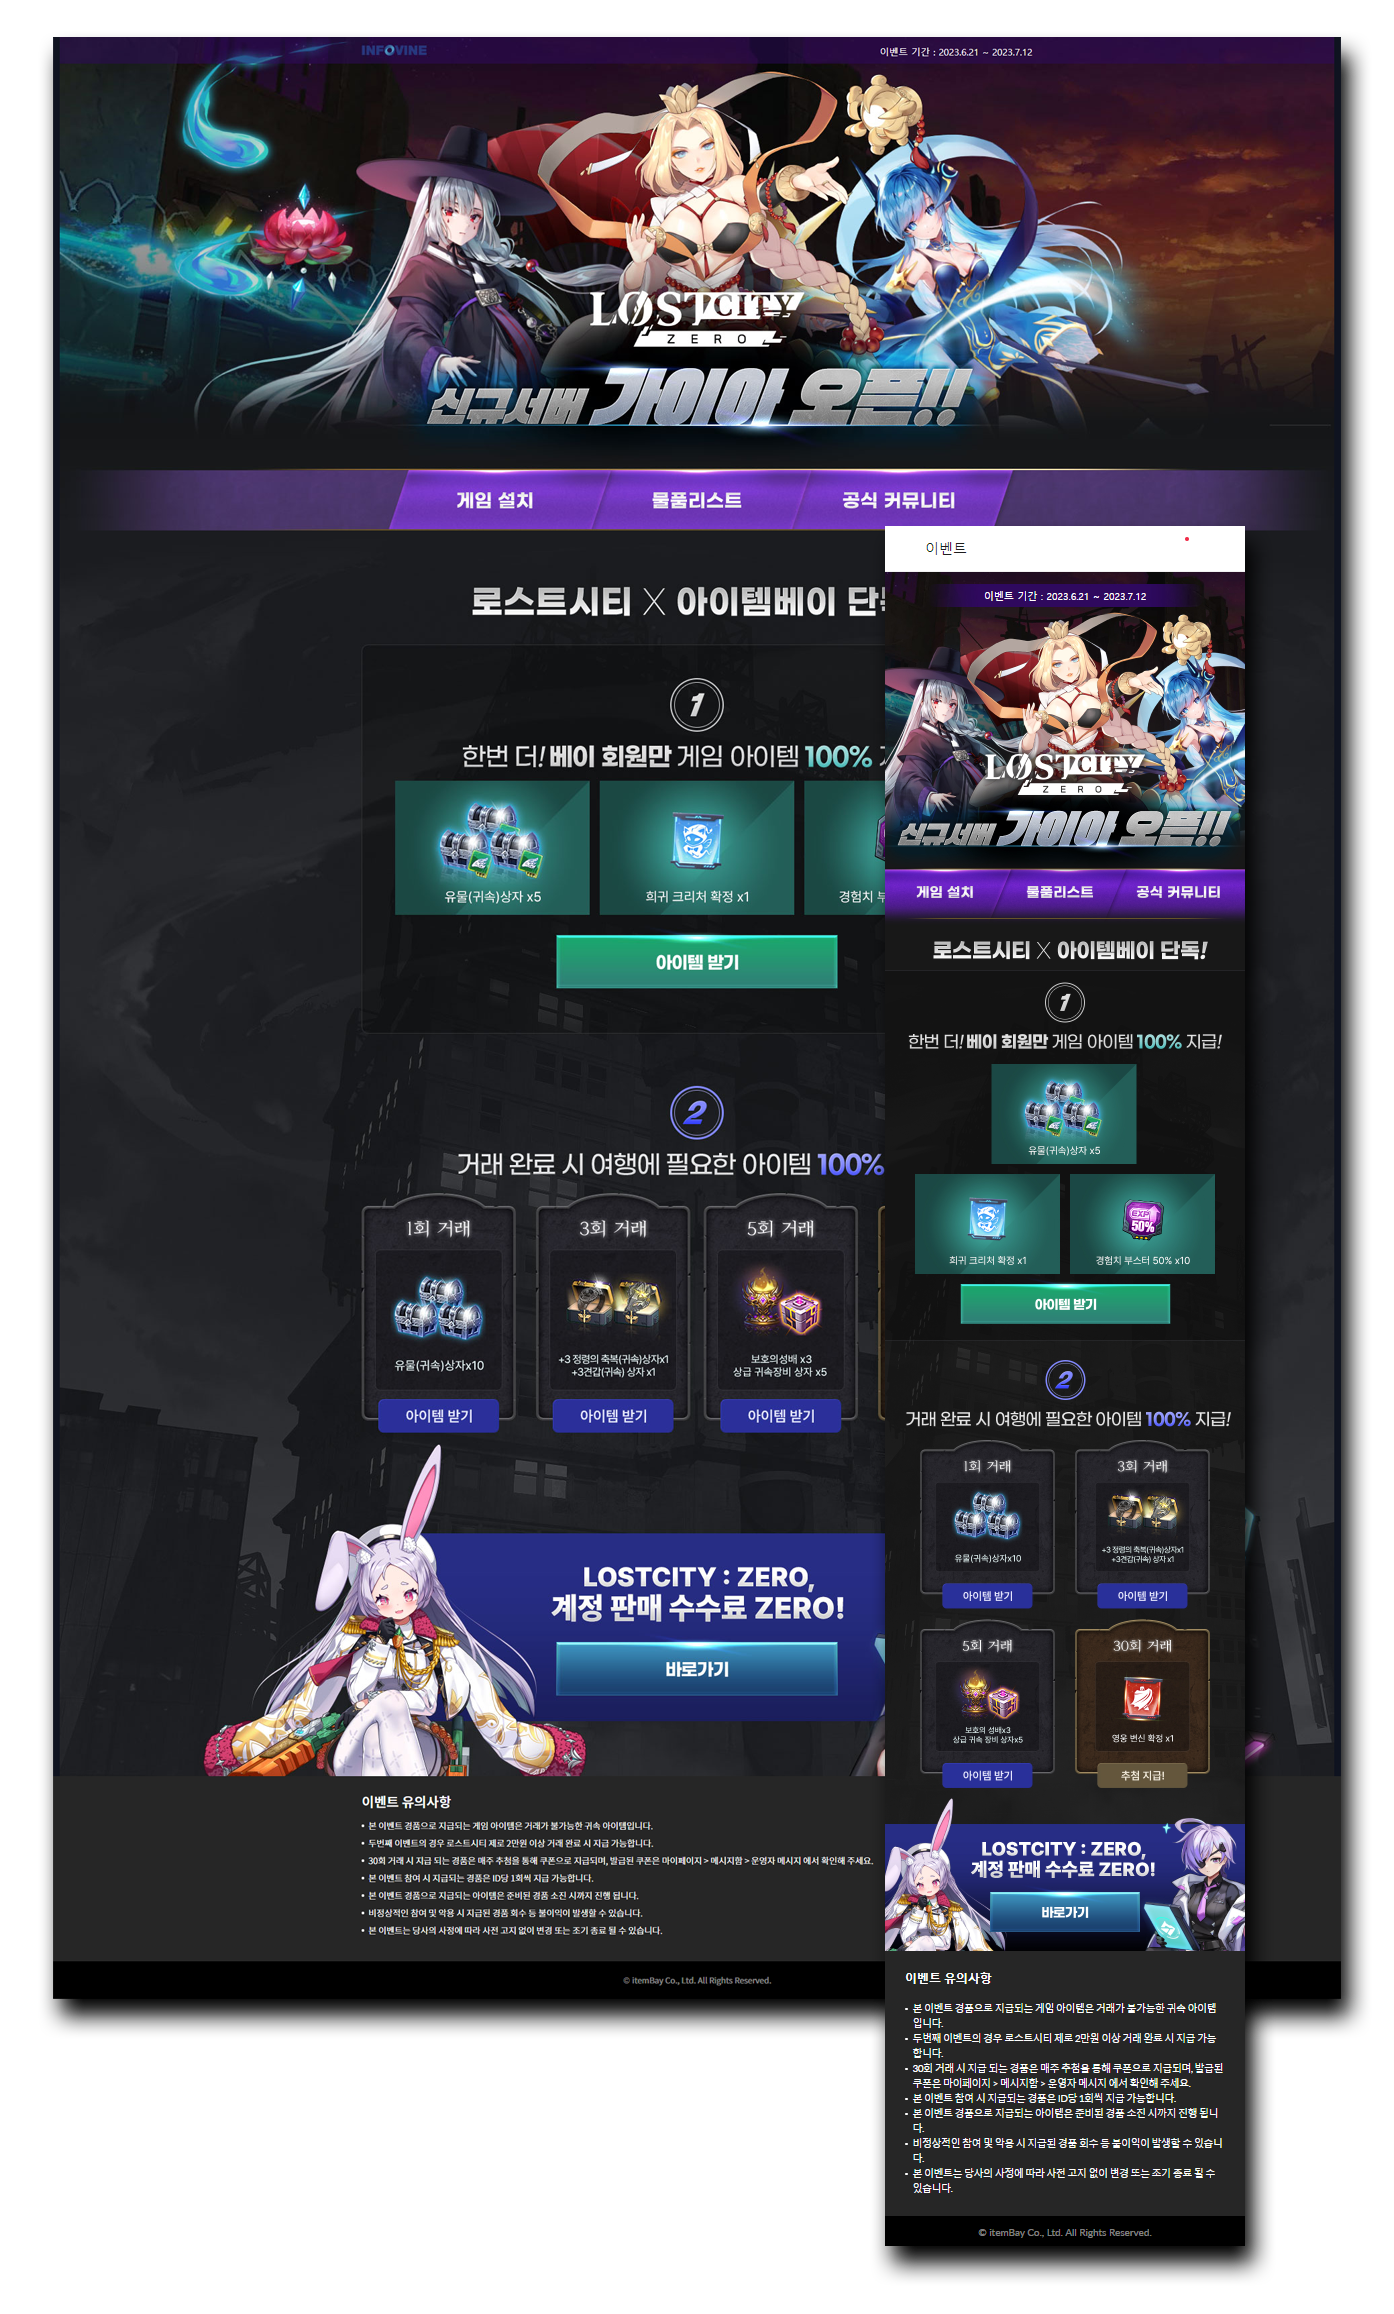 INFOVINE
이벤트 기간 : 2023.6.21 ~ 2023.7.12
LOSTCITY
ZERO
신규서버 가이아 오픈!!
게임 설치
물품리스트
공식 커뮤니티
로스트시티 X 아이템베이 단독
1
한번 더! 베이 회원만 게임 아이템 100%
유물(귀속)상자 x5
희귀 크리처 확정 x1
경험치
아이템 받기
2
거래 완료 시 여행에 필요한 아이템 100%
1회 거래
3회 거래
5회 거래
유물(귀속)상자x10
+3 정령의 축복(귀속)상자x1
+3견갑(귀속) 상자 x1
보호의성배 x3
상급 귀속장비 상자 x5
아이템 받기
아이템 받기
아이템 받기
LOSTCITY : ZERO,
계정 판매 수수료 ZERO!
바로가기
이벤트 유의사항
• 본 이벤트 경품으로 지급되는 게임 아이템은 거래가 불가능한 귀속 아이템입니다.
• 두번째 이벤트의 경우 로스트시티 제로 2만원 이상 거래 완료 시 지급 가능합니다.
• 30회 거래 시 지급 되는 경품은 매주 추첨을 통해 쿠폰으로 지급되며, 발급된 쿠폰은 마이페이지 > 메시지함 > 운영자 메시지 에서 확인해 주세요.
• 본 이벤트 참여 시 지급되는 경품은 ID당 1회씩 지급 가능합니다.
• 본 이벤트 경품으로 지급되는 아이템은 준비된 경품 소진 시까지 진행 됩니다.
• 비정상적인 참여 및 악용 시 지급된 경품 회수 등 불이익이 발생할 수 있습니다.
• 본 이벤트는 당사의 사정에 따라 사전 고지 없이 변경 또는 조기 종료 될 수 있습니다.
© itemBay Co., Ltd. All Rights Reserved.
이벤트
이벤트 기간 : 2023.6.21 ~ 2023.7.12
LOSTCITY
ZERO
신규서버 가이아 오픈!!
게임 설치
물품리스트
공식 커뮤니티
로스트시티 X 아이템베이 단독!
1
한번 더! 베이 회원만 게임 아이템 100% 지급!
유물(귀속)상자 x5
EXP
50%
희귀 크리처 확정 x1
경험치 부스터 50% x10
아이템 받기
2
거래 완료 시 여행에 필요한 아이템 100% 지급!
1회 거래
3회 거래
유물(귀속)상자x10
+3 정령의 축복(귀속)상자x1
+3견갑(귀속) 상자 x1
아이템 받기
아이템 받기
5회 거래
30회 거래
보호의 성배x3
상급 귀속 장비 상자x5
영웅 변신 확정 x1
아이템 받기
추첨 지급!
LOSTCITY : ZERO,
계정 판매 수수료 ZERO!
바로가기
이벤트 유의사항
• 본 이벤트 경품으로 지급되는 게임 아이템은 거래가 불가능한 귀속 아이템
입니다.
• 두번째 이벤트의 경우 로스트시티 제로 2만원 이상 거래 완료 시 지급 가능
합니다.
• 30회 거래 시 지급 되는 경품은 매주 추첨을 통해 쿠폰으로 지급되며, 발급된
쿠폰은 마이페이지 > 메시지함 > 운영자 메시지 에서 확인해 주세요.
• 본 이벤트 참여 시 지급되는 경품은 ID당 1회씩 지급 가능합니다.
• 본 이벤트 경품으로 지급되는 아이템은 준비된 경품 소진 시까지 진행 됩니
다.
• 비정상적인 참여 및 악용 시 지급된 경품 회수 등 불이익이 발생할 수 있습니
다.
• 본 이벤트는 당사의 사정에 따라 사전 고지 없이 변경 또는 조기 종료 될 수
있습니다.
© itemBay Co., Ltd. All Rights Reserved.